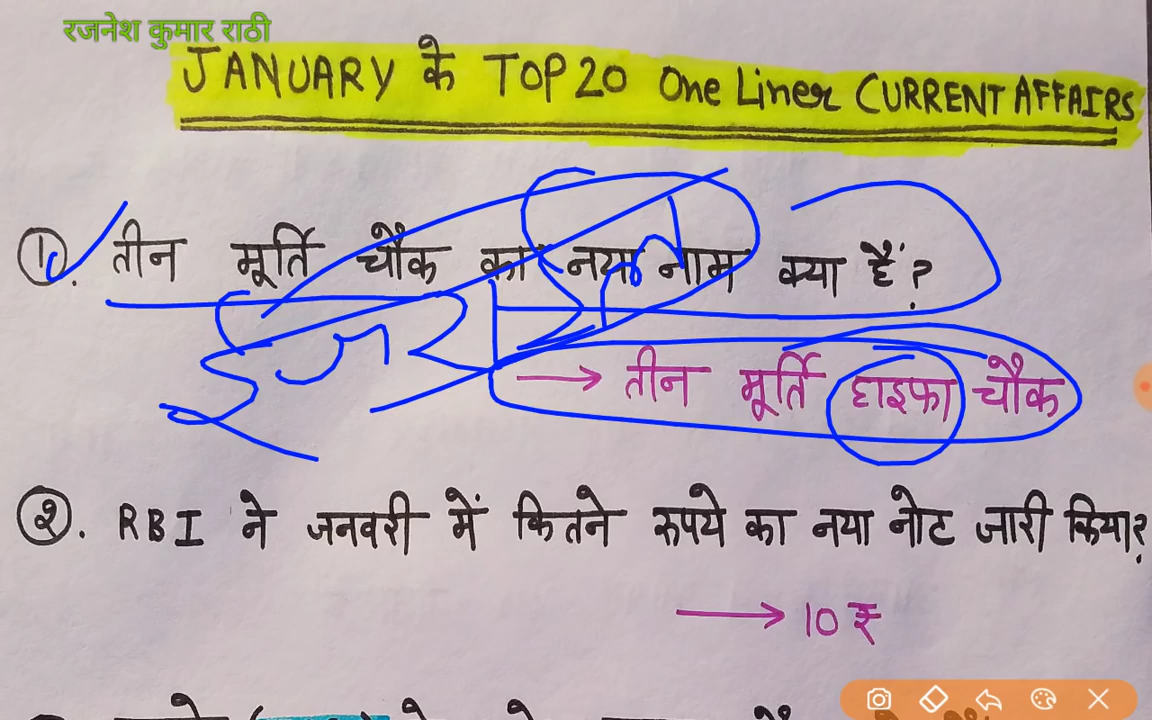 रजनेश कुमार राठी
JANUARY के TOP 20 One Liner CURRENT AFFAIRS
①. तीन मूर्ति चौक का नया नाम क्या हैं?
इजराइल
→ तीन मूर्ति हाइफा चौक
②. RBI ने जनवरी में कितने रुपये का नया नोट जारी किया?
→ 10 ₹